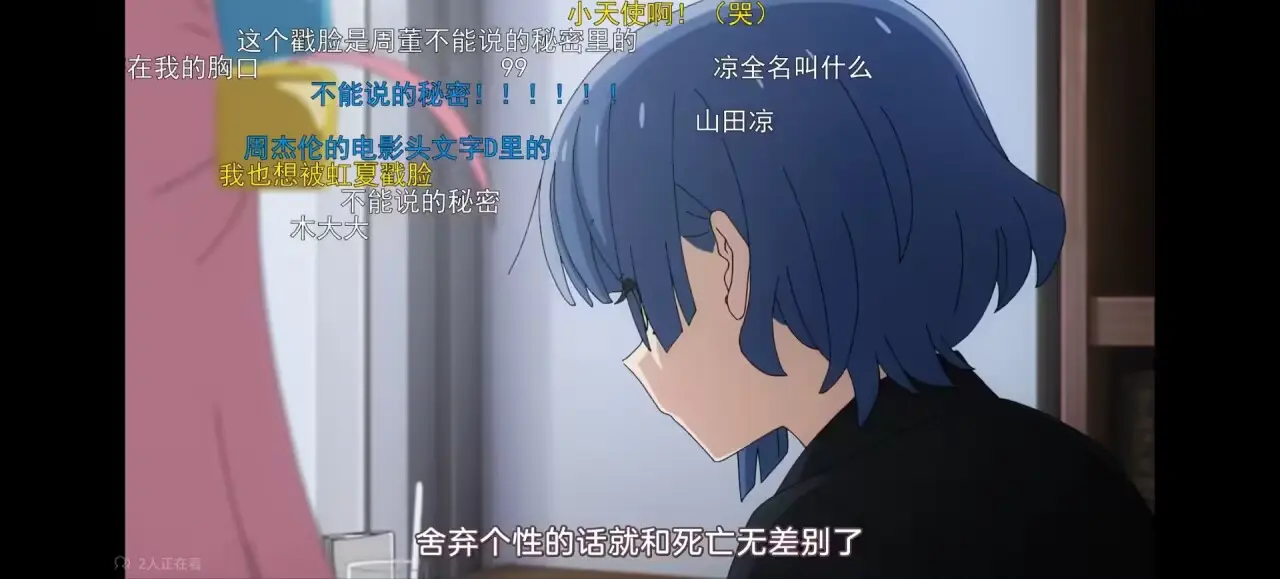 小天使啊！（哭）
这个戳脸是周董不能说的秘密里的
在我的胸口
99
凉全名叫什么
不能说的秘密！！！！！！
山田凉
周杰伦的电影头文字D里的
我也想被虹夏戳脸
不能说的秘密
木大大
舍弃个性的话就和死亡无差别了
2人正在看